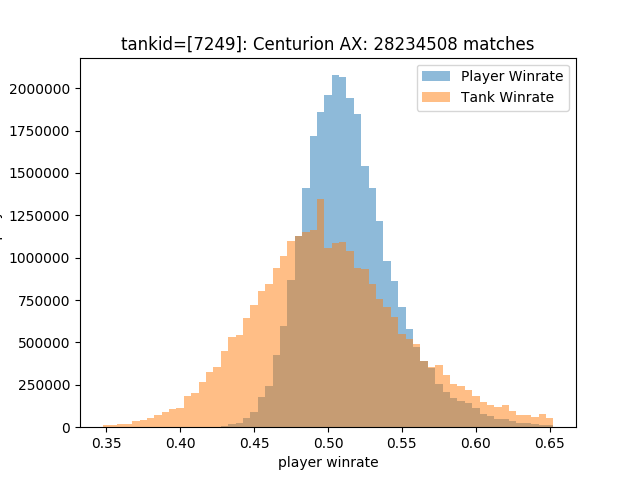 tankid=[7249]: Centurion AX: 28234508 matches
Player Winrate
Tank Winrate
2000000
1750000
1500000
1250000
1000000
750000
500000
250000
0
0.35 0.40 0.45 0.50 0.55 0.60 0.65
player winrate